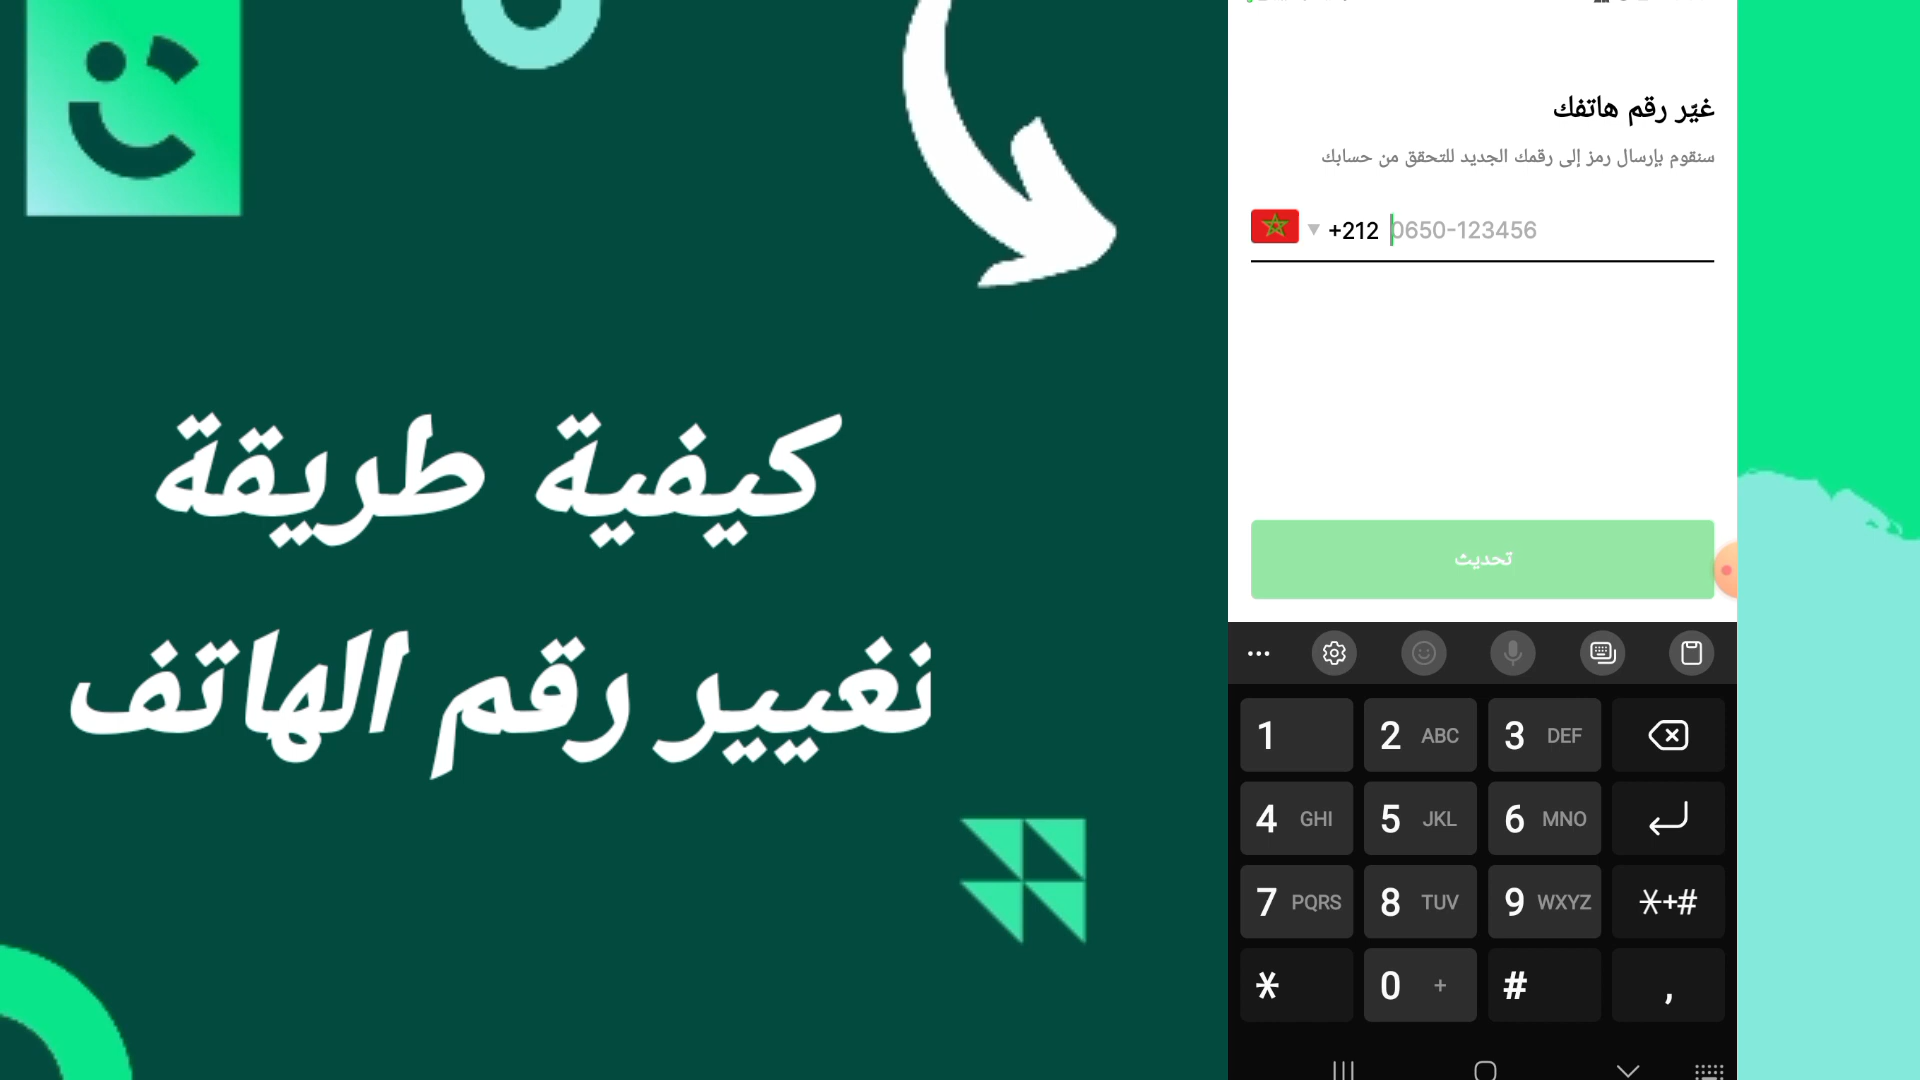 كيفية طريقة
نغيير رقم الهاتف
غيّر رقم هاتفك
سنقوم بإرسال رمز إلى رقمك الجديد للتحقق من حسابك
+212 0650-123456
تحديث
1
2 ABC
3 DEF
4 GHI
5 JKL
6 MNO
7 PQRS
8 TUV
9 WXYZ
*+#
*
0 +
#
,